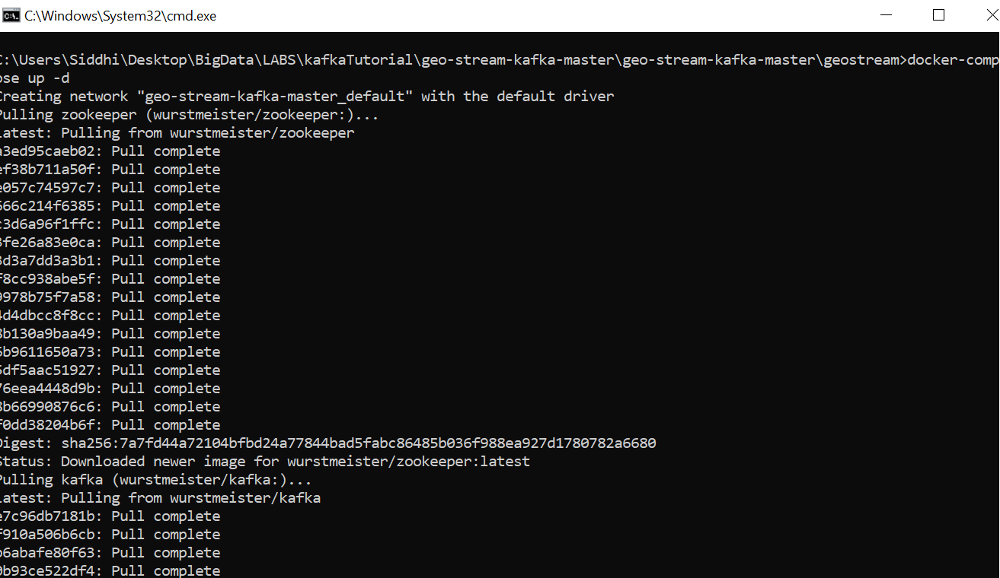 C:\Windows\System32\cmd.exe
C:\Users\Siddhi\Desktop\BigData\LABS\kafkaTutorial\geo-stream-kafka-master\geo-stream-kafka-master\geostream>docker-comp
ose up -d
Creating network "geo-stream-kafka-master_default" with the default driver
Pulling zookeeper (wurstmeister/zookeeper:)...
latest: Pulling from wurstmeister/zookeeper
a3ed95caeb02: Pull complete
ef38b711a50f: Pull complete
e057c74597c7: Pull complete
666c214f6385: Pull complete
c3d6a96f1ffc: Pull complete
3fe26a83e0ca: Pull complete
3d3a7dd3a3b1: Pull complete
f8cc938abe5f: Pull complete
9978b75f7a58: Pull complete
4d4dbcc8f8cc: Pull complete
8b130a9baa49: Pull complete
6b9611650a73: Pull complete
5df5aac51927: Pull complete
76eea4448d9b: Pull complete
8b66990876c6: Pull complete
f0dd38204b6f: Pull complete
Digest: sha256:7a7fd44a72104bfbd24a77844bad5fabc86485b036f988ea927d1780782a6680
Status: Downloaded newer image for wurstmeister/zookeeper:latest
Pulling kafka (wurstmeister/kafka:)...
latest: Pulling from wurstmeister/kafka
e7c96db7181b: Pull complete
f910a506b6cb: Pull complete
b6abafe80f63: Pull complete
0b93ce522df4: Pull complete